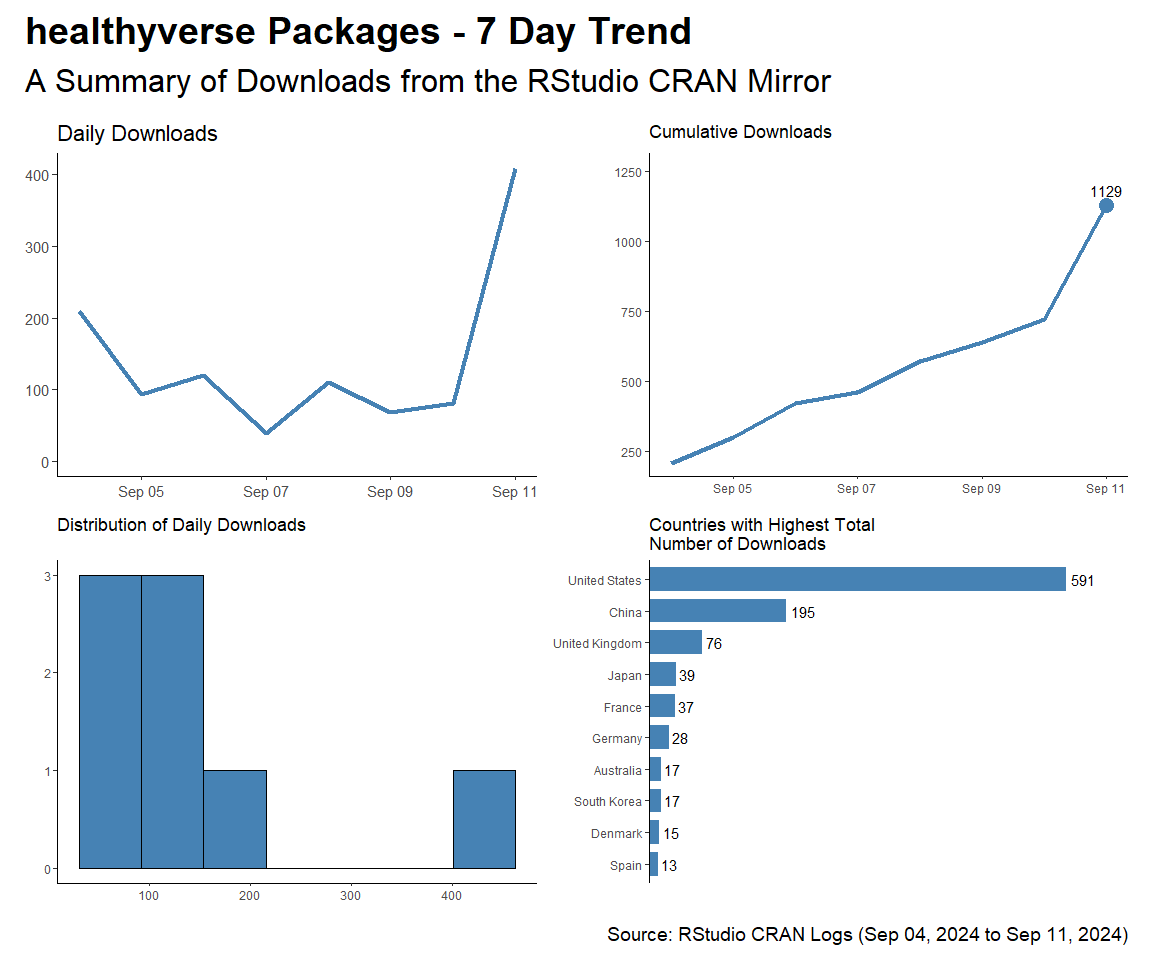 healthyverse Packages - 7 Day Trend
A Summary of Downloads from the RStudio CRAN Mirror
Daily Downloads
400
300
200
100
0
Sep 05 Sep 07 Sep 09 Sep 11
Cumulative Downloads
1250
1000
750
500
250
1129
Sep 05 Sep 07 Sep 09 Sep 11
Distribution of Daily Downloads
3
2
1
0
100 200 300 400
Countries with Highest Total
Number of Downloads
United States 591
China 195
United Kingdom 76
Japan 39
France 37
Germany 28
Australia 17
South Korea 17
Denmark 15
Spain 13
Source: RStudio CRAN Logs (Sep 04, 2024 to Sep 11, 2024)